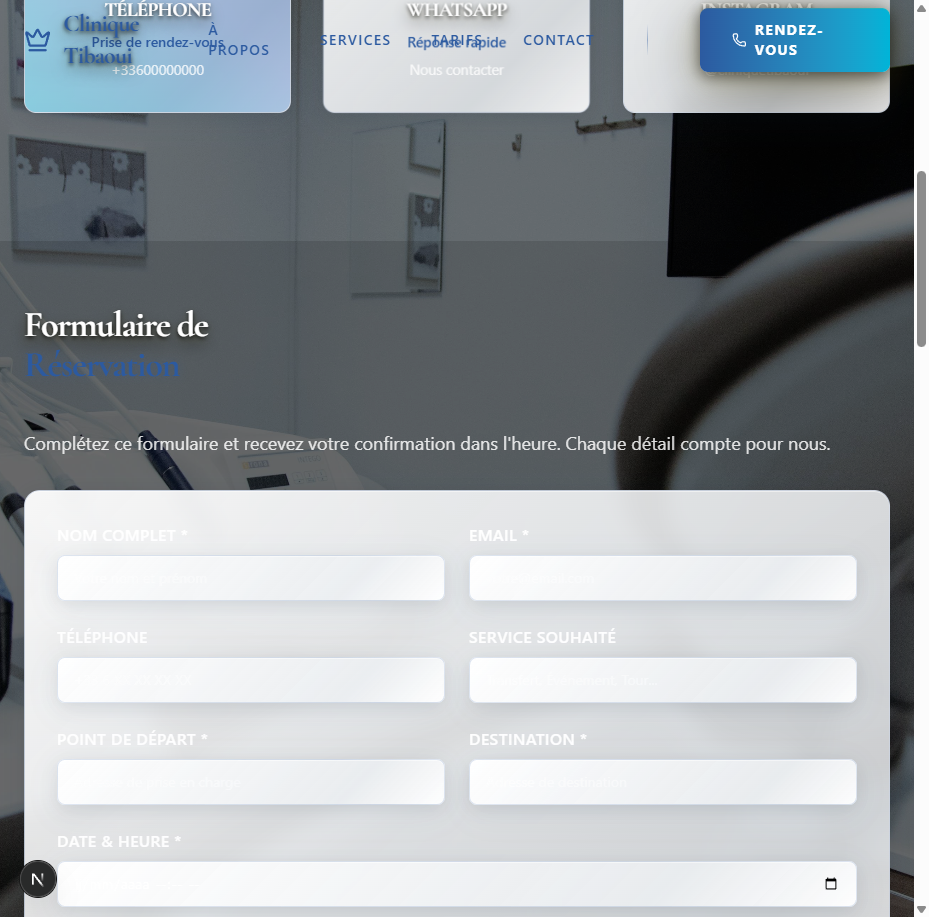 TÉLÉPHONE
WHATSAPP
INSTAGRAM
Clinique
Tibaoui
Prise de rendez-vous
À
PROPOS
SERVICES
Réponse rapide
TARIFS
CONTACT
RENDEZ-
VOUS
+33600000000
Nous contacter
Formulaire de
Réservation
Complétez ce formulaire et recevez votre confirmation dans l'heure. Chaque détail compte pour nous.
NOM COMPLET *
EMAIL *
TÉLÉPHONE
SERVICE SOUHAITÉ
POINT DE DÉPART *
DESTINATION *
DATE & HEURE *
N